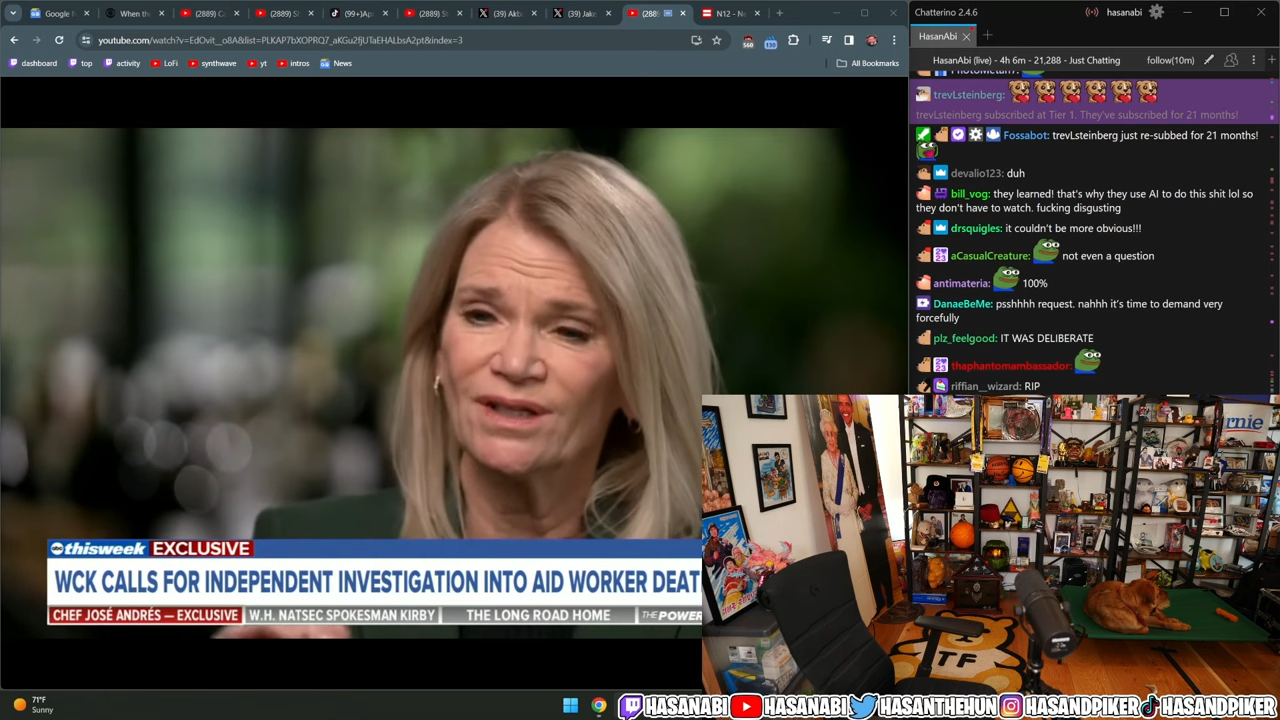 Google N
When the
(2889) C
(2889) S
(99+)Ap
(2889) S
(39) Akb
(39) Jak
(288
N12 - N
youtube.com/watch?v=EdOvit__o8A&list=PLKAP7bXOPRQ7_aKGu2fjUTaEHALbsA2pt&index=3
560
130
dashboard
top
activity
LoFi
synthwave
yt
intros
News
All Bookmarks
Chatterino 2.4.6
hasanabi
HasanAbi
HasanAbi (live) - 4h 6m - 21,288 - Just Chatting
follow(10m)
trevLsteinberg:
trevLsteinberg subscribed at Tier 1. They've subscribed for 21 months!
Fossabot: trevLsteinberg just re-subbed for 21 months!
devalio123: duh
bill_vog: they learned! that's why they use AI to do this shit lol so
they don't have to watch. fucking disgusting
drsquigles: it couldn't be more obvious!!!
aCasualCreature: not even a question
antimateria: 100%
DanaeBeMe: psshhhh request. nahhh it's time to demand very
forcefully
plz_feelgood: IT WAS DELIBERATE
thaphantomambassador:
riffian__wizard: RIP
abc thisweek EXCLUSIVE
WCK CALLS FOR INDEPENDENT INVESTIGATION INTO AID WORKER DEAT
CHEF JOSÉ ANDRÉS — EXCLUSIVE
W.H. NATSEC SPOKESMAN KIRBY
THE LONG ROAD HOME
THE POWER
ernie
TF
71°F
Sunny
HASANABI
HASANABI
HASANTHEHUN
HASANDPIKER
HASANDPIKER